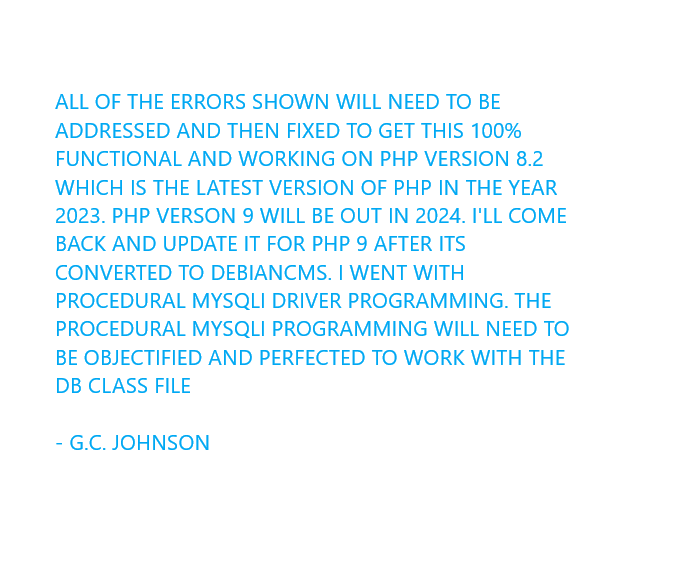 ALL OF THE ERRORS SHOWN WILL NEED TO BE
ADDRESSED AND THEN FIXED TO GET THIS 100%
FUNCTIONAL AND WORKING ON PHP VERSION 8.2
WHICH IS THE LATEST VERSION OF PHP IN THE YEAR
2023. PHP VERSON 9 WILL BE OUT IN 2024. I'LL COME
BACK AND UPDATE IT FOR PHP 9 AFTER ITS
CONVERTED TO DEBIANCMS. I WENT WITH
PROCEDURAL MYSQLI DRIVER PROGRAMMING. THE
PROCEDURAL MYSQLI PROGRAMMING WILL NEED TO
BE OBJECTIFIED AND PERFECTED TO WORK WITH THE
DB CLASS FILE
- G.C. JOHNSON